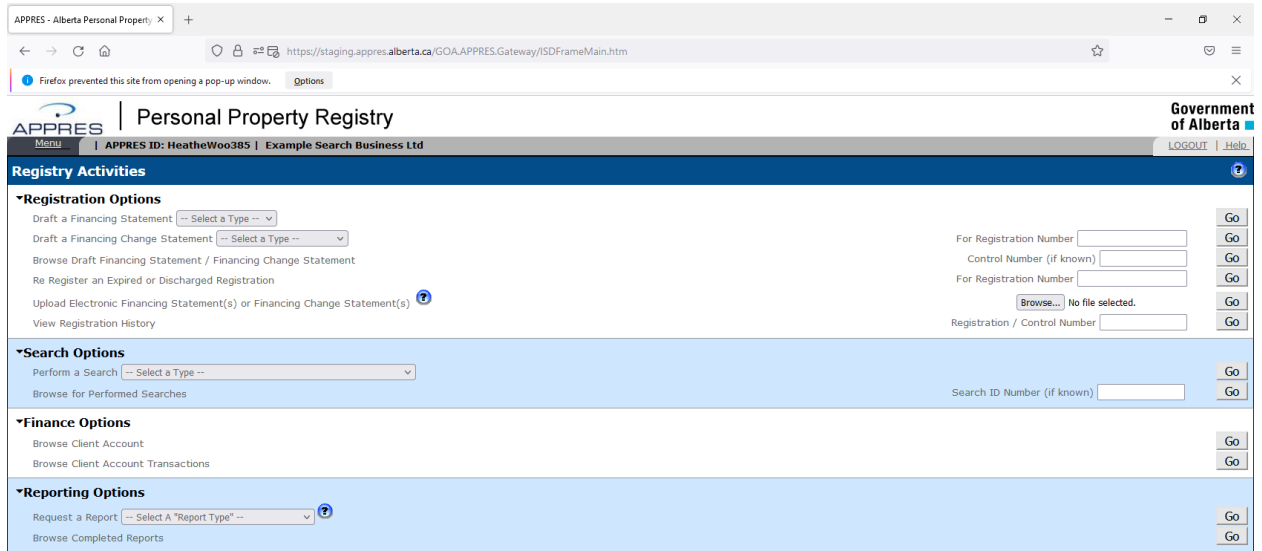 APPRES - Alberta Personal Property
https://staging.appres.alberta.ca/GOA.APPRES.Gateway/ISDFrameMain.htm
Firefox prevented this site from opening a pop-up window. Options
APPRES Personal Property Registry Government of Alberta
Menu | APPRES ID: HeatheWoo385 | Example Search Business Ltd LOGOUT | Help
Registry Activities ?
Registration Options
Draft a Financing Statement -- Select a Type -- Go
Draft a Financing Change Statement -- Select a Type -- For Registration Number Go
Browse Draft Financing Statement / Financing Change Statement Control Number (if known) Go
Re Register an Expired or Discharged Registration For Registration Number Go
Upload Electronic Financing Statement(s) or Financing Change Statement(s) ? Browse... No file selected. Go
View Registration History Registration / Control Number Go
Search Options
Perform a Search -- Select a Type -- Go
Browse for Performed Searches Search ID Number (if known) Go
Finance Options
Browse Client Account Go
Browse Client Account Transactions Go
Reporting Options
Request a Report -- Select A "Report Type" -- ? Go
Browse Completed Reports Go